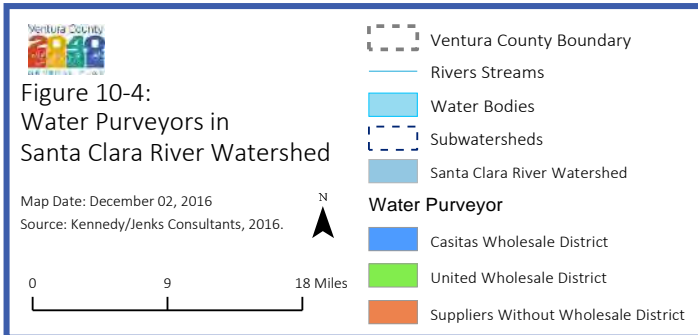 Ventura County
2040
Figure 10-4:
Water Purveyors in
Santa Clara River Watershed
Map Date: December 02, 2016
Source: Kennedy/Jenks Consultants, 2016.
N
0 9 18 Miles
Ventura County Boundary
Rivers Streams
Water Bodies
Subwatersheds
Santa Clara River Watershed
Water Purveyor
Casitas Wholesale District
United Wholesale District
Suppliers Without Wholesale District